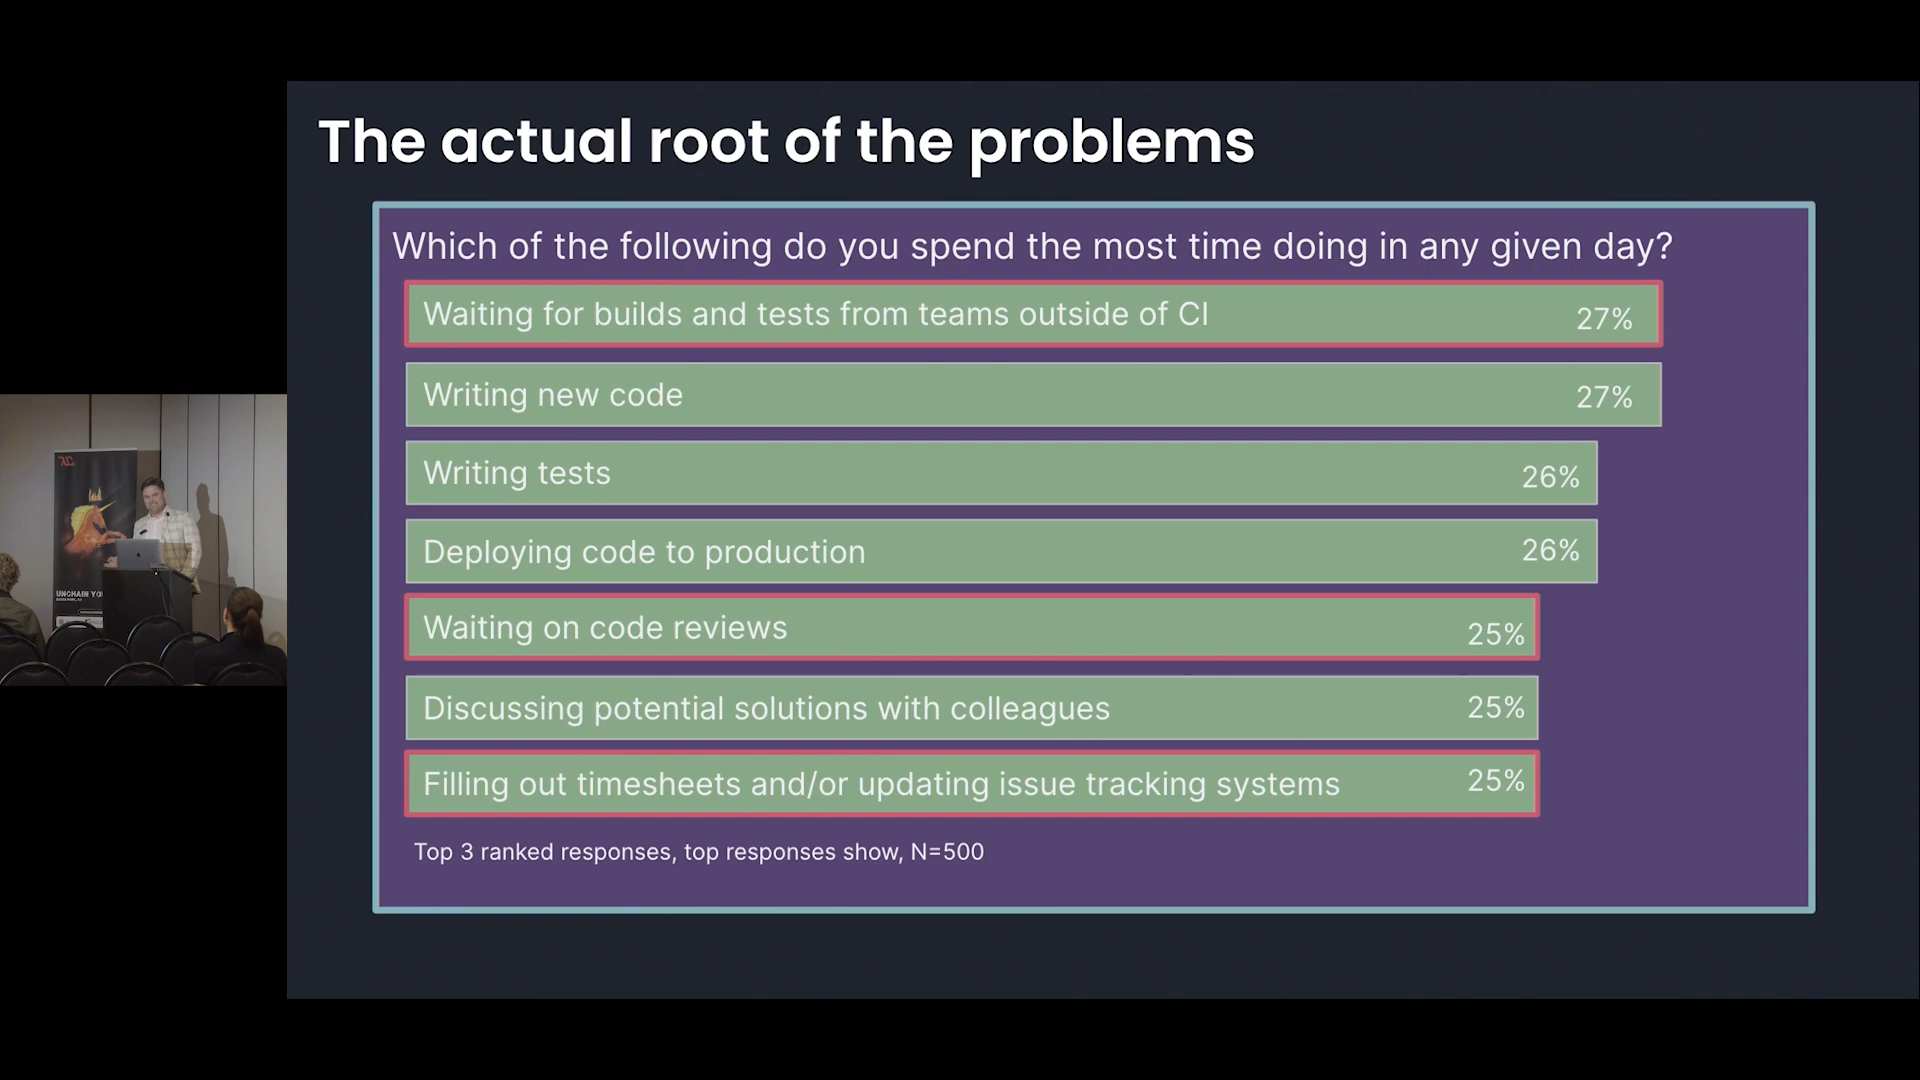 The actual root of the problems
Which of the following do you spend the most time doing in any given day?
Waiting for builds and tests from teams outside of CI 27%
Writing new code 27%
Writing tests 26%
Deploying code to production 26%
Waiting on code reviews 25%
Discussing potential solutions with colleagues 25%
Filling out timesheets and/or updating issue tracking systems 25%
Top 3 ranked responses, top responses show, N=500
UNCHAIN YOU